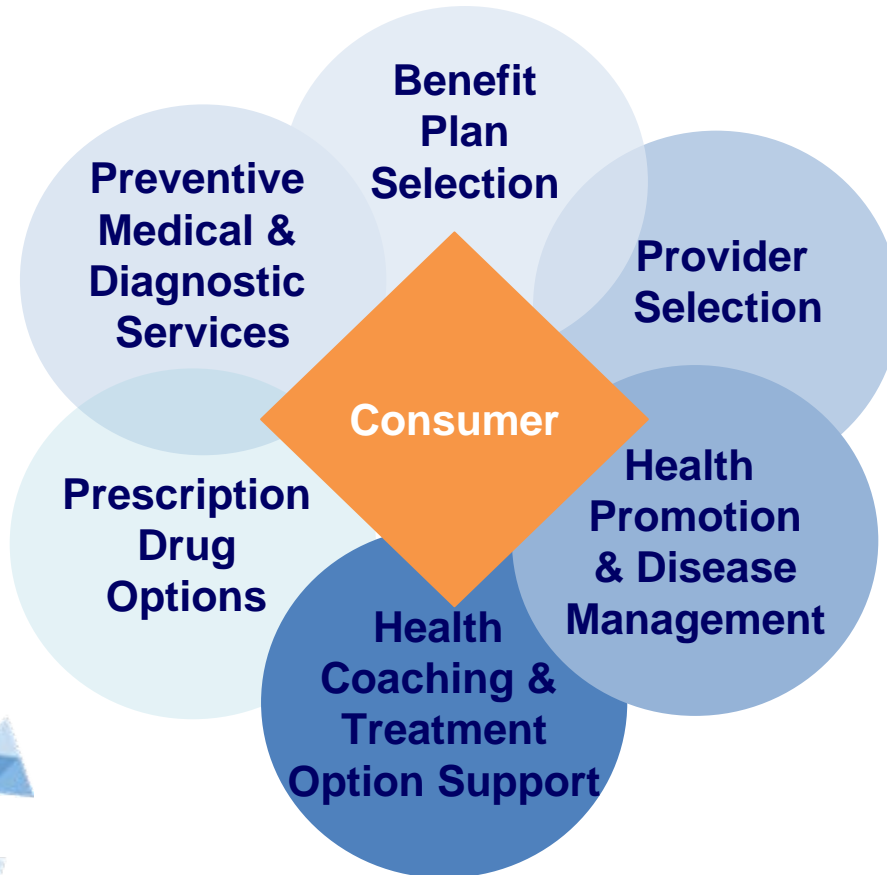 Benefit
Plan
Selection
Provider
Selection
Health
Promotion
& Disease
Management
Health
Coaching &
Treatment
Option Support
Prescription
Drug
Options
Preventive
Medical &
Diagnostic
Services
Consumer